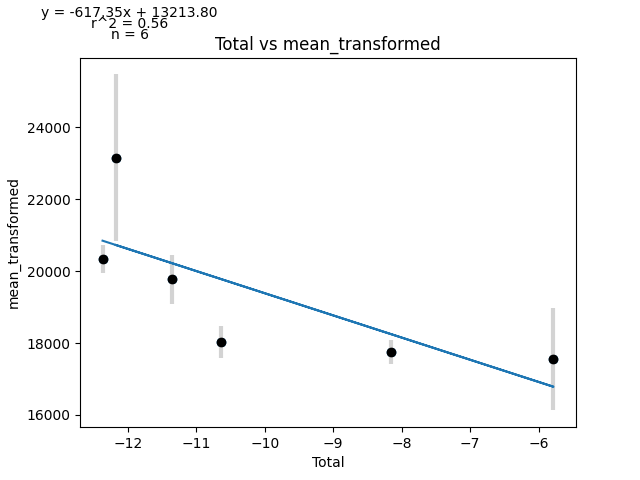 y = -617.35x + 13213.80
r^2 = 0.56
n = 6
Total vs mean_transformed
24000
22000
20000
18000
16000
mean_transformed
−12
−11
−10
−9
−8
−7
−6
Total